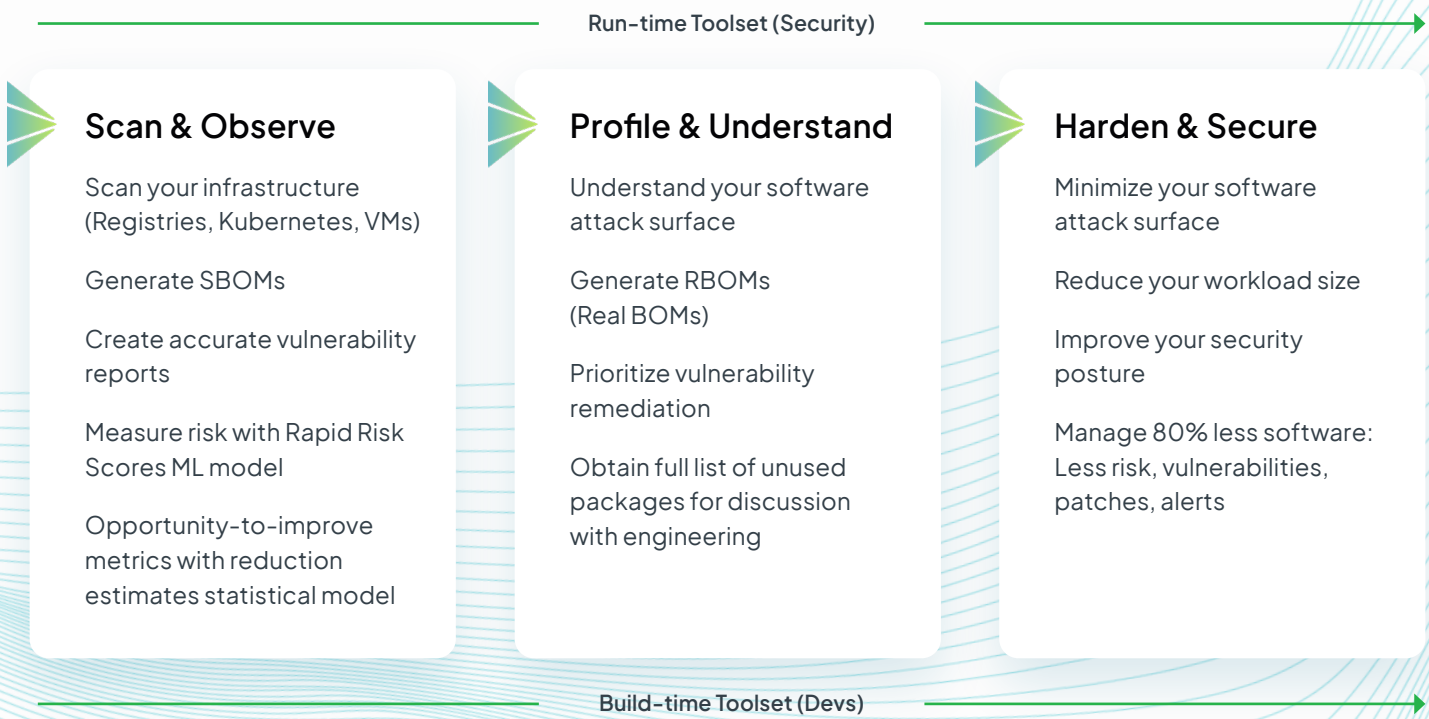 Run-time Toolset (Security)
Scan & Observe
Scan your infrastructure
(Registries, Kubernetes, VMs)
Generate SBOMs
Create accurate vulnerability
reports
Measure risk with Rapid Risk
Scores ML model
Opportunity-to-improve
metrics with reduction
estimates statistical model
Profile & Understand
Understand your software
attack surface
Generate RBOMs
(Real BOMs)
Prioritize vulnerability
remediation
Obtain full list of unused
packages for discussion
with engineering
Harden & Secure
Minimize your software
attack surface
Reduce your workload size
Improve your security
posture
Manage 80% less software:
Less risk, vulnerabilities,
patches, alerts
Build-time Toolset (Devs)